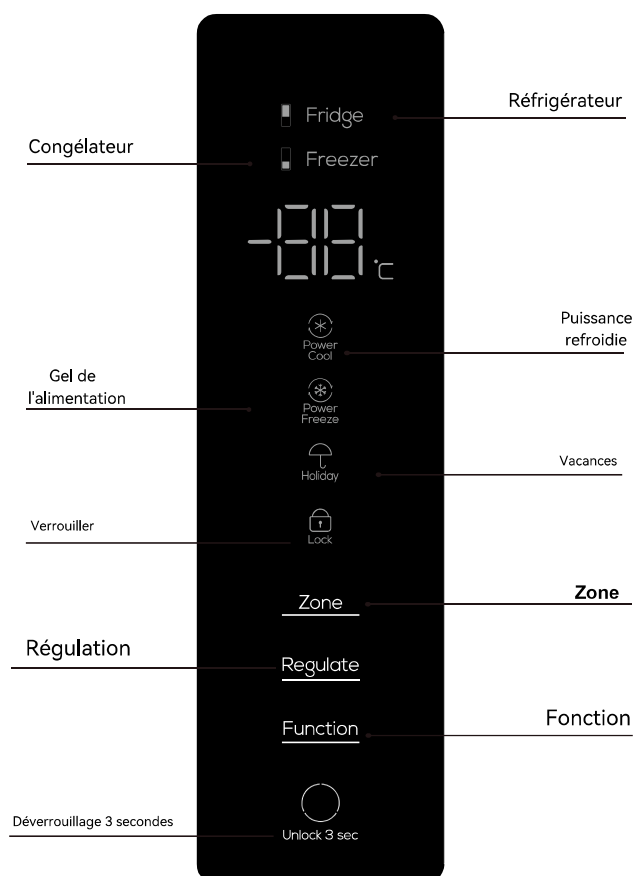 Fridge
Réfrigérateur
Congélateur
Freezer
-88 °C
Power
Cool
Puissance
refroidie
Gel de
l'alimentation
Power
Freeze
Holiday
Vacances
Verrouiller
Lock
Zone
Zone
Régulation
Regulate
Function
Fonction
Déverrouillage 3 secondes
Unlock 3 sec